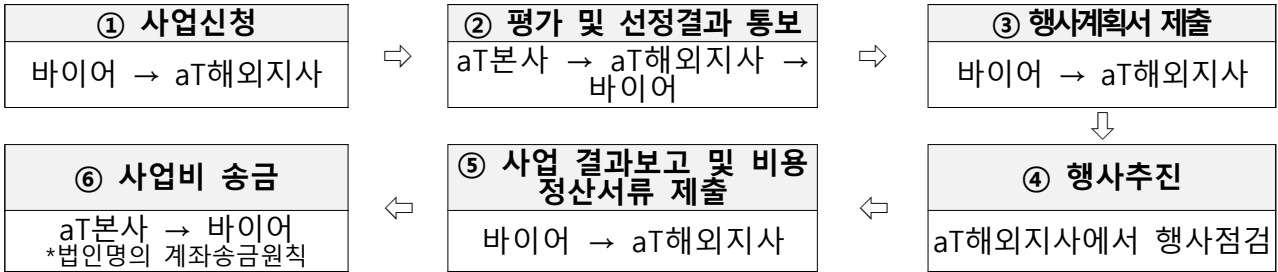 ① 사업신청
바이어 → aT해외지사
⇨
② 평가 및 선정결과 통보
aT본사 → aT해외지사 →
바이어
⇨
③ 행사계획서 제출
바이어 → aT해외지사
⇩
④ 행사추진
aT해외지사에서 행사점검
⇦
⑤ 사업 결과보고 및 비용
정산서류 제출
바이어 → aT해외지사
⇦
⑥ 사업비 송금
aT본사 → 바이어
*법인명의 계좌송금원칙